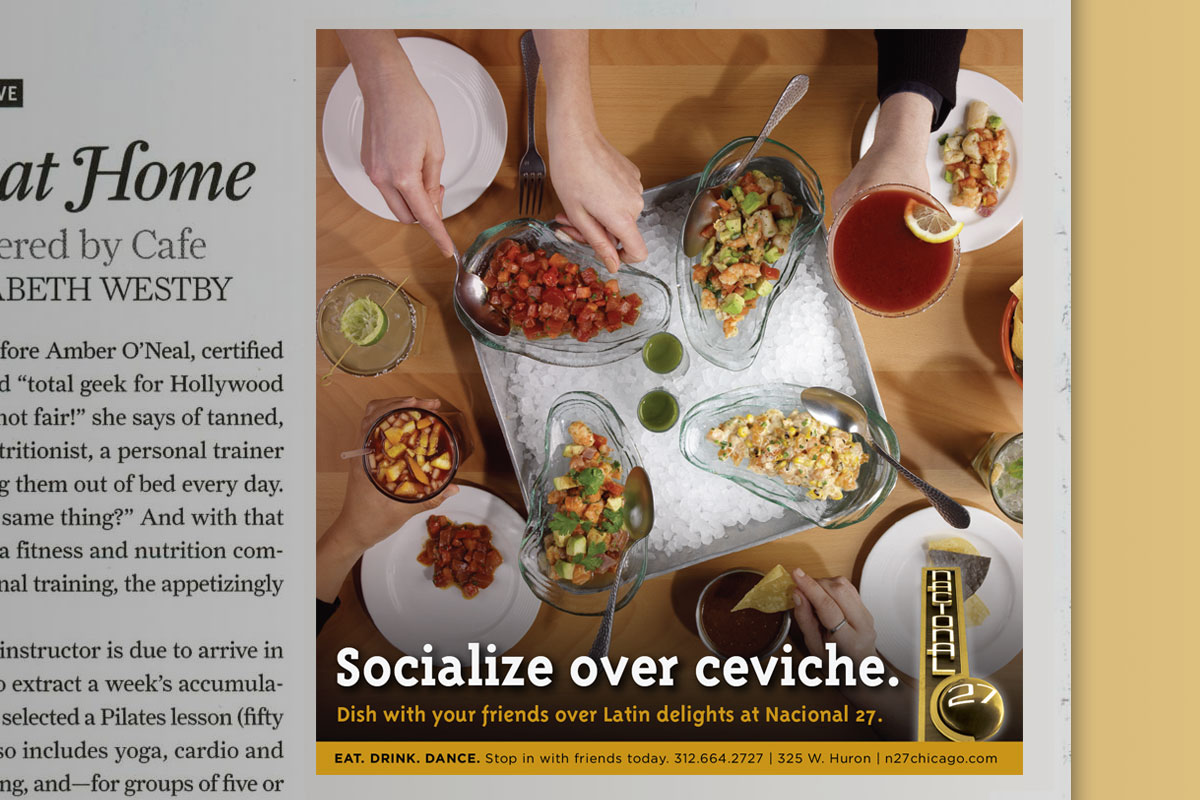 VE
at Home
ered by Cafe
ABETH WESTBY
fore Amber O’Neal, certified
d “total geek for Hollywood
not fair!” she says of tanned,
tritionist, a personal trainer
g them out of bed every day.
same thing?” And with that
a fitness and nutrition com-
nal training, the appetizingly
instructor is due to arrive in
o extract a week’s accumula-
selected a Pilates lesson (fifty
so includes yoga, cardio and
ng, and—for groups of five or
NACIONAL
27
Socialize over ceviche.
Dish with your friends over Latin delights at Nacional 27.
EAT. DRINK. DANCE. Stop in with friends today. 312.664.2727 | 325 W. Huron | n27chicago.com